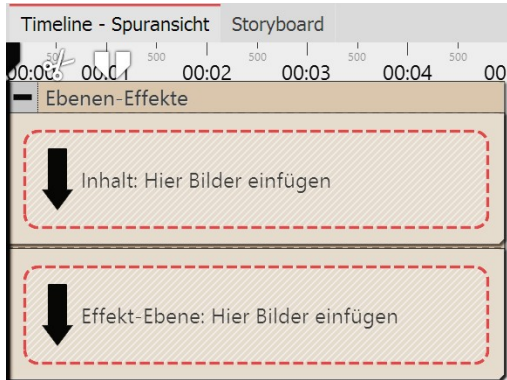 Timeline - Spuransicht Storyboard
500 500 500 500 500
00:00 00:01 00:02 00:03 00:04 00
Ebenen-Effekte
Inhalt: Hier Bilder einfügen
Effekt-Ebene: Hier Bilder einfügen